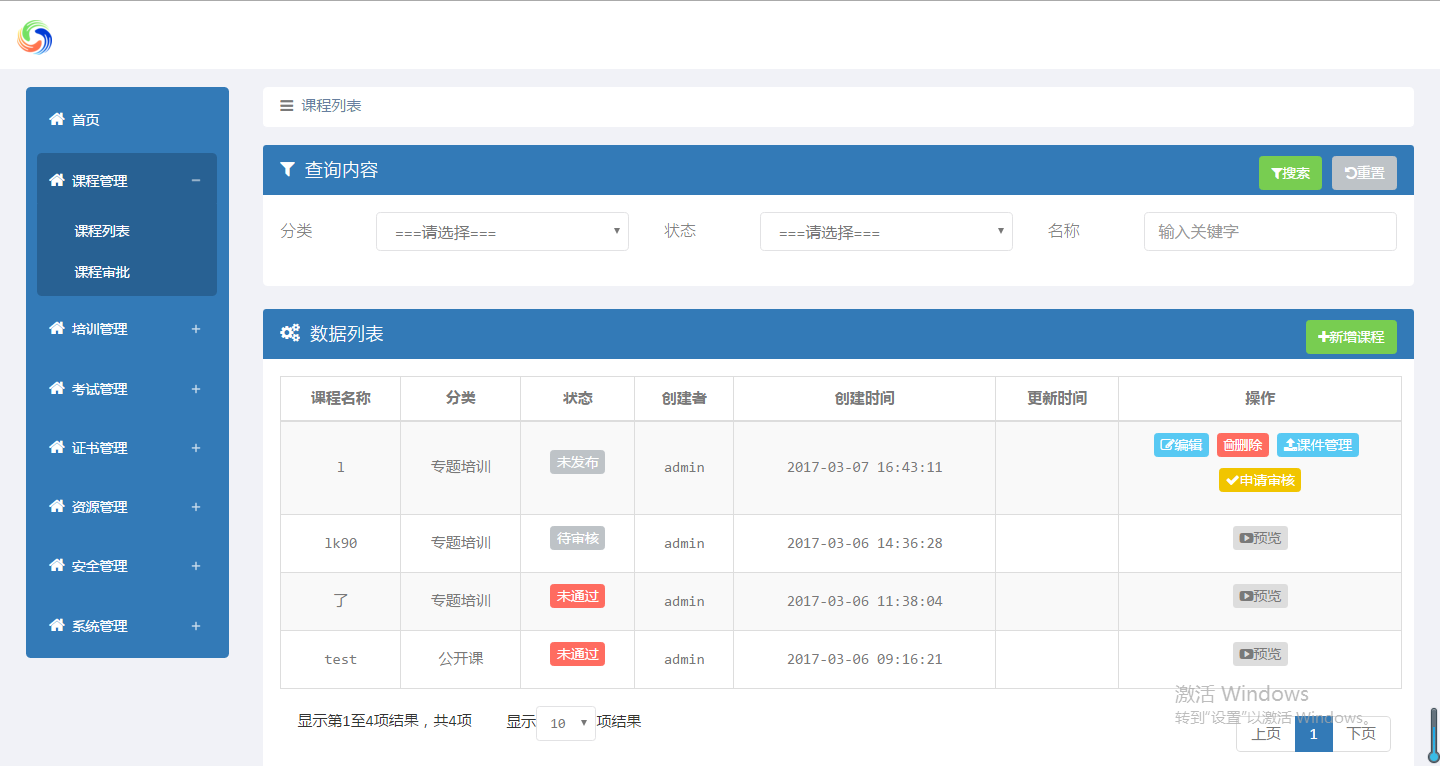 首页
课程管理
课程列表
课程审批
培训管理
考试管理
证书管理
资源管理
安全管理
系统管理
课程列表
查询内容 搜索 重置
分类 ===请选择=== 状态 ===请选择=== 名称 输入关键字
数据列表 新增课程
课程名称 分类 状态 创建者 创建时间 更新时间 操作
1 专题培训 未发布 admin 2017-03-07 16:43:11 编辑 删除 课件管理
申请审核
lk90 专题培训 待审核 admin 2017-03-06 14:36:28 预览
了 专题培训 未通过 admin 2017-03-06 11:38:04 预览
test 公开课 未通过 admin 2017-03-06 09:16:21 预览
显示第1至4项结果，共4项 显示 10 项结果
激活 Windows
转到“设置”以激活 Windows。
上页 1 下页